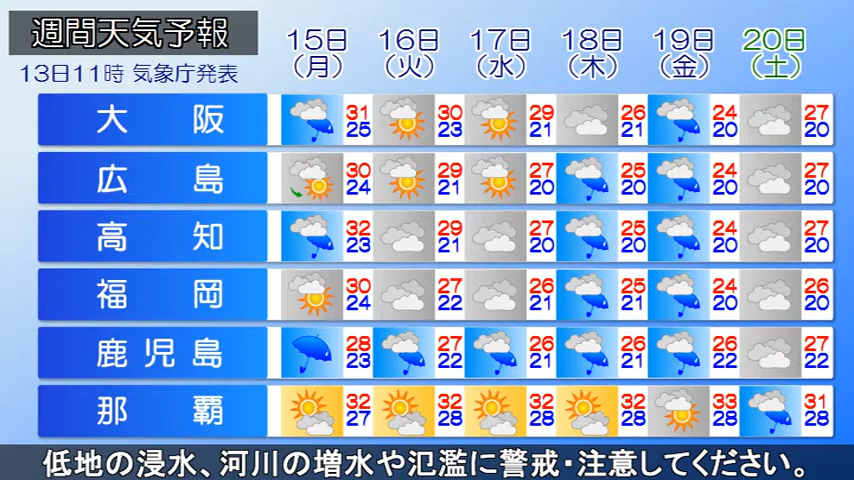 週間天気予報
13日11時 気象庁発表
15日 16日 17日 18日 19日 20日
(月) (火) (水) (木) (金) (土)
大阪 31 25 30 23 29 21 26 21 24 20 27 20
広島 30 24 29 21 27 20 25 20 24 20 27 20
高知 32 23 29 21 27 20 25 20 24 20 27 20
福岡 30 24 27 22 26 21 25 21 24 20 26 20
鹿児島 28 23 27 22 26 21 26 21 26 22 27 22
那覇 32 27 32 28 32 28 32 28 33 28 31 28
低地の浸水、河川の増水や氾濫に警戒・注意してください。